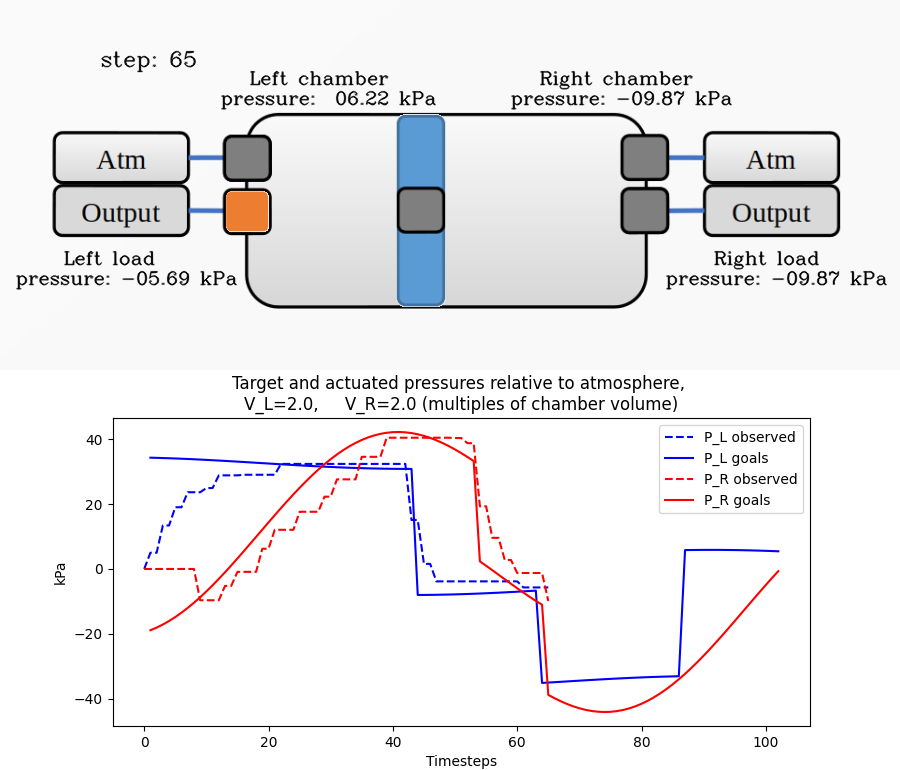 step: 65
Left chamber
pressure:  06.22 kPa
Right chamber
pressure: −09.87 kPa
Atm
Output
Atm
Output
Left load
pressure: −05.69 kPa
Right load
pressure: −09.87 kPa
Target and actuated pressures relative to atmosphere,
V_L=2.0,     V_R=2.0 (multiples of chamber volume)
P_L observed
P_L goals
P_R observed
P_R goals
40
20
0
−20
−40
kPa
0 20 40 60 80 100
Timesteps